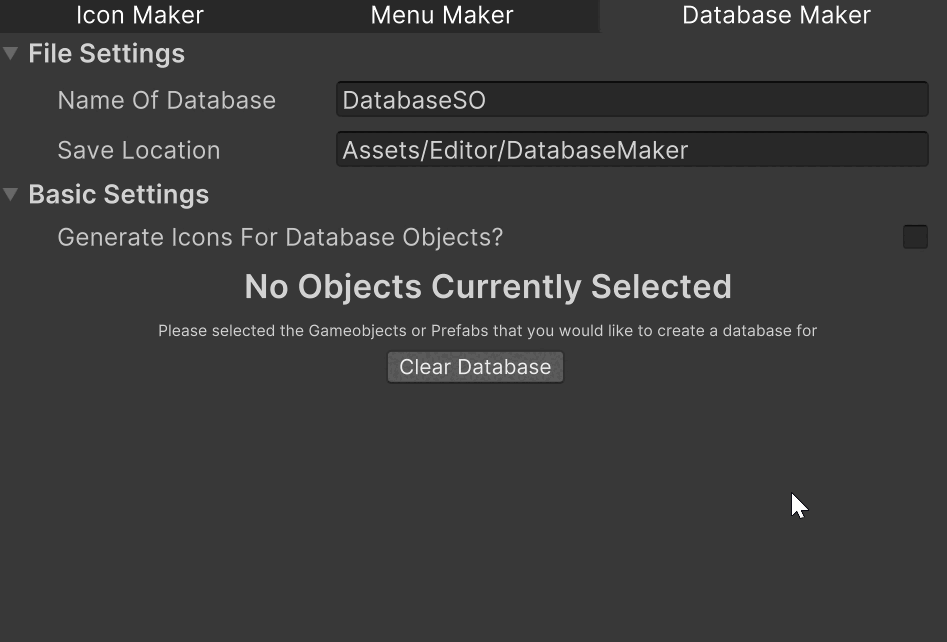 Icon Maker Menu Maker Database Maker
File Settings
Name Of Database DatabaseSO
Save Location Assets/Editor/DatabaseMaker
Basic Settings
Generate Icons For Database Objects?
No Objects Currently Selected
Please selected the Gameobjects or Prefabs that you would like to create a database for
Clear Database